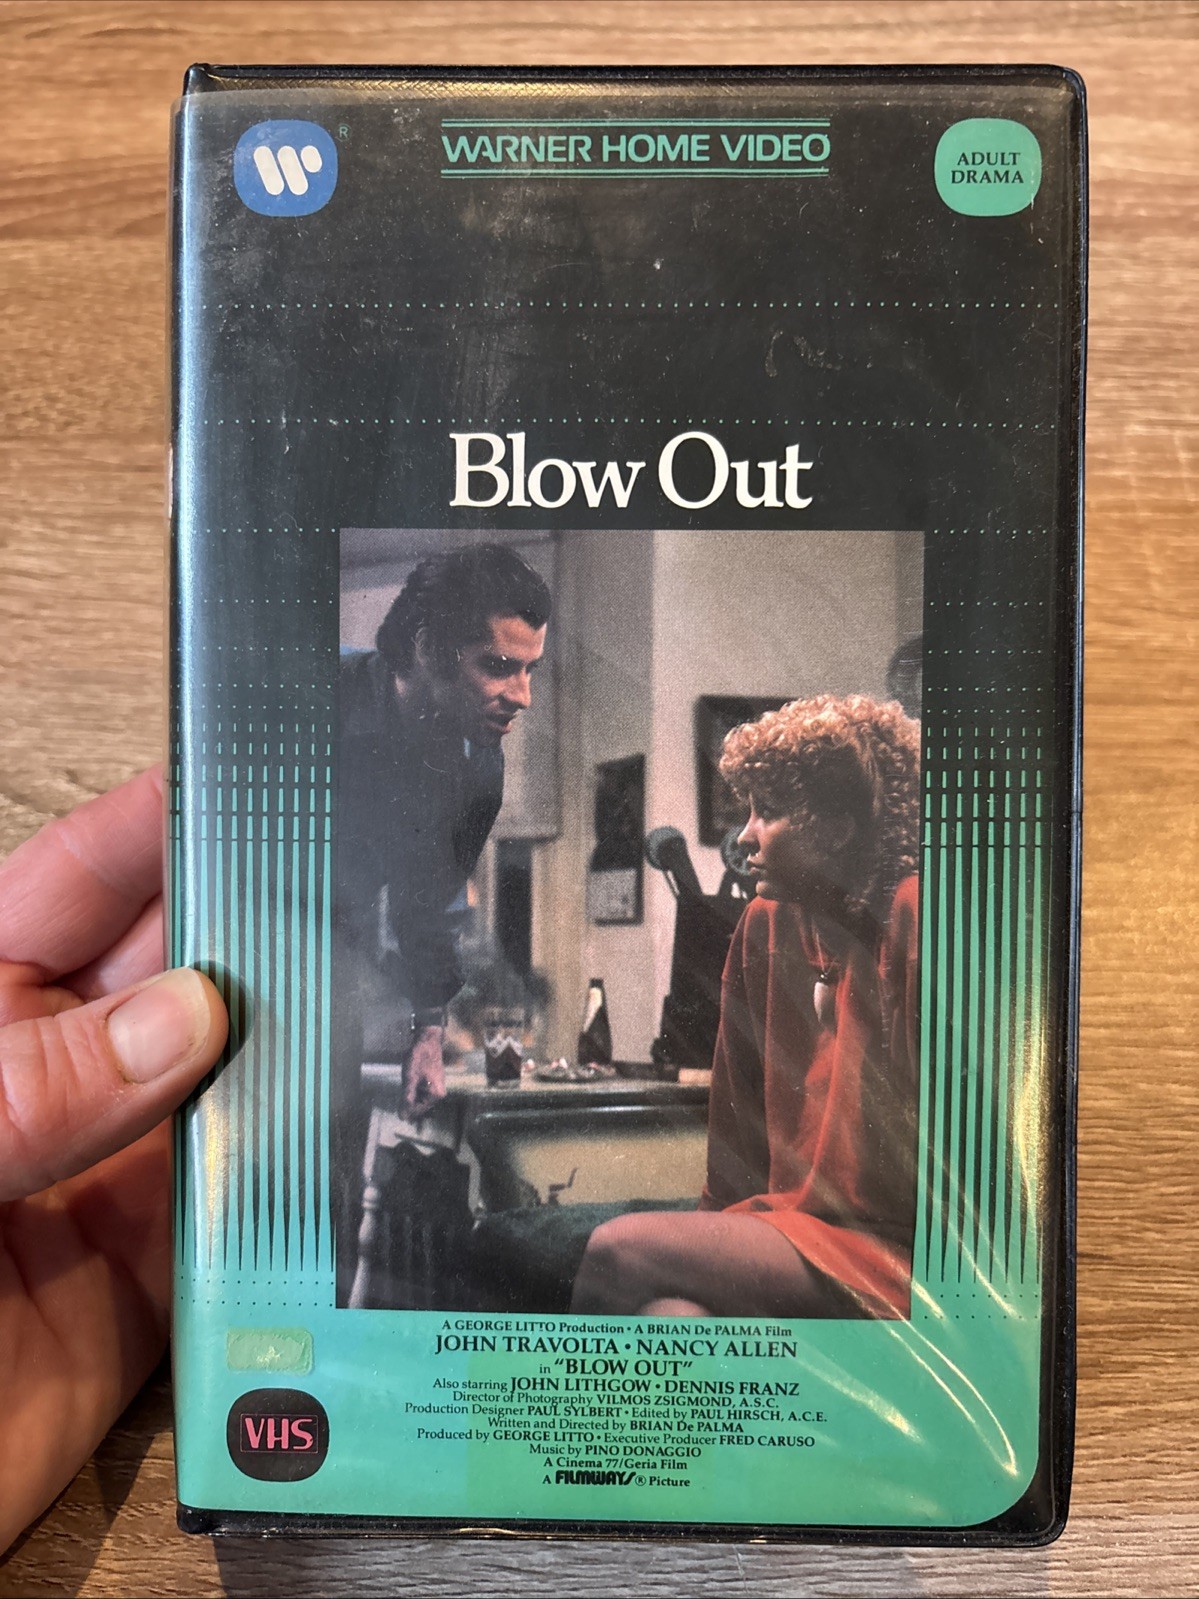 WARNER HOME VIDEO
®
ADULT
DRAMA
Blow Out
A GEORGE LITTO Production • A BRIAN De PALMA Film
JOHN TRAVOLTA • NANCY ALLEN
in "BLOW OUT"
Also starring JOHN LITHGOW • DENNIS FRANZ
Director of Photography VILMOS ZSIGMOND, A.S.C.
Production Designer PAUL SYLBERT • Edited by PAUL HIRSCH, A.C.E.
Written and Directed by BRIAN De PALMA
Produced by GEORGE LITTO • Executive Producer FRED CARUSO
Music by PINO DONAGGIO
A Cinema 77/Geria Film
A FILMWAYS® Picture
VHS